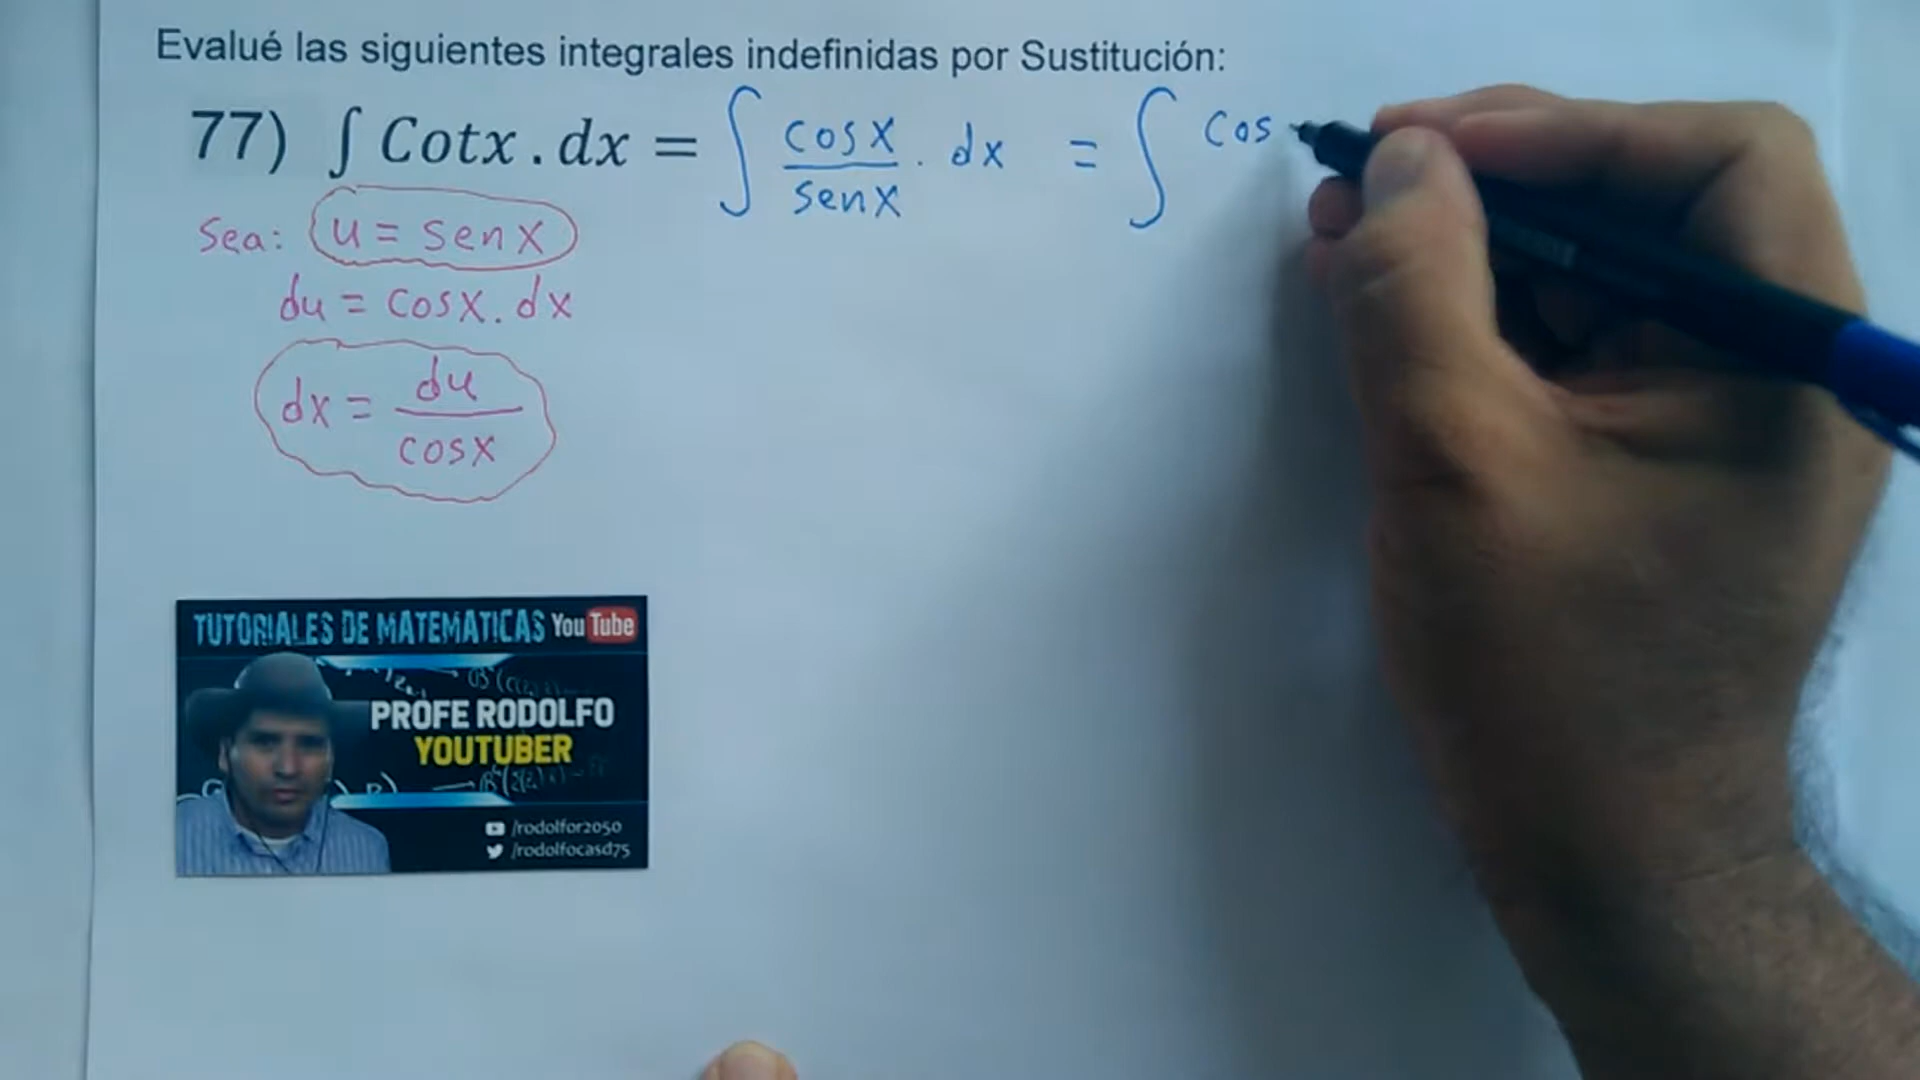 Evalué las siguientes integrales indefinidas por Sustitución:
77) ∫ Cotx . dx = ∫ cosx/senx . dx = ∫ Cos
Sea: u = senx
du = cosx . dx
dx = du/cosx
TUTORIALES DE MATEMATICAS YouTube
PROFE RODOLFO
YOUTUBER
/rodolfor2050
/rodolfocasd75